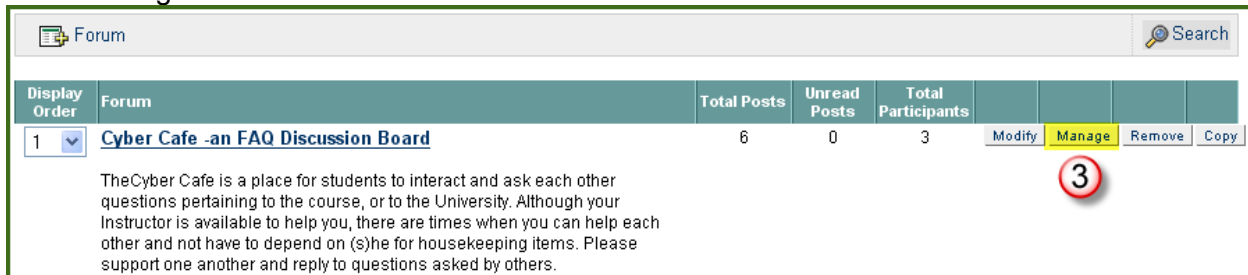 Forum
Search
Display Order
Forum
Total Posts
Unread Posts
Total Participants
1
Cyber Cafe -an FAQ Discussion Board
6
0
3
Modify
Manage
Remove
Copy
3
TheCyber Cafe is a place for students to interact and ask each other
questions pertaining to the course, or to the University. Although your
Instructor is available to help you, there are times when you can help each
other and not have to depend on (s)he for housekeeping items. Please
support one another and reply to questions asked by others.